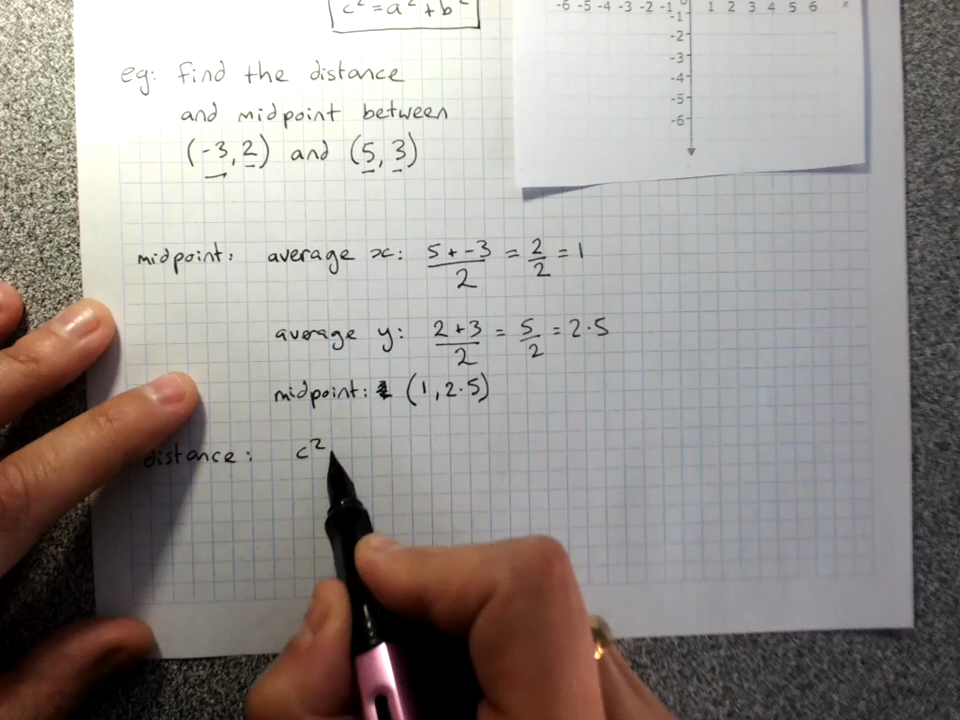 c² = a² + b²
-6 -5 -4 -3 -2 -1 0 1 2 3 4 5 6 x
-1
-2
-3
-4
-5
-6
eg: find the distance
and midpoint between
(-3, 2) and (5, 3)
midpoint: average x: 5 + -3 / 2 = 2/2 = 1
average y: 2 + 3 / 2 = 5/2 = 2·5
midpoint: (1, 2·5)
distance: c²